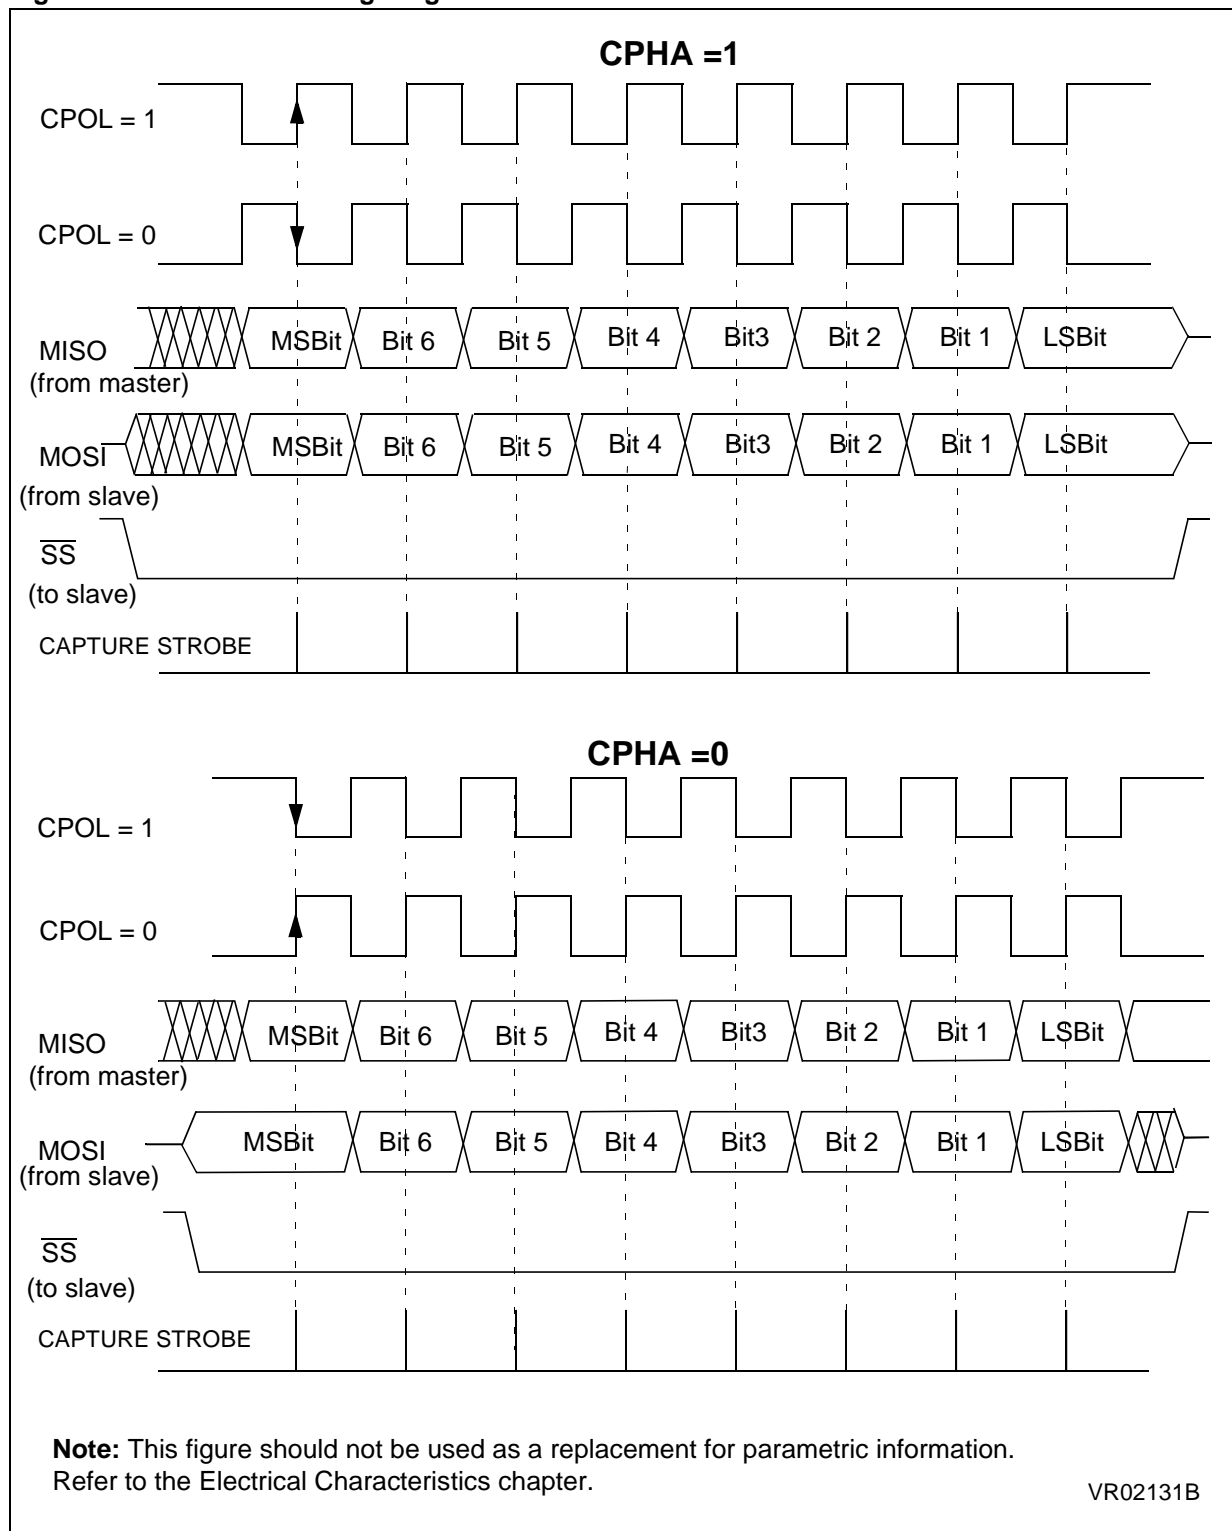 CPHA =1
CPOL = 1
CPOL = 0
MISO
(from master)
MSBit Bit 6 Bit 5 Bit 4 Bit3 Bit 2 Bit 1 LSBit
MOSI
(from slave)
MSBit Bit 6 Bit 5 Bit 4 Bit3 Bit 2 Bit 1 LSBit
SS
(to slave)
CAPTURE STROBE
CPHA =0
CPOL = 1
CPOL = 0
MISO
(from master)
MSBit Bit 6 Bit 5 Bit 4 Bit3 Bit 2 Bit 1 LSBit
MOSI
(from slave)
MSBit Bit 6 Bit 5 Bit 4 Bit3 Bit 2 Bit 1 LSBit
SS
(to slave)
CAPTURE STROBE
Note: This figure should not be used as a replacement for parametric information.
Refer to the Electrical Characteristics chapter.
VR02131B